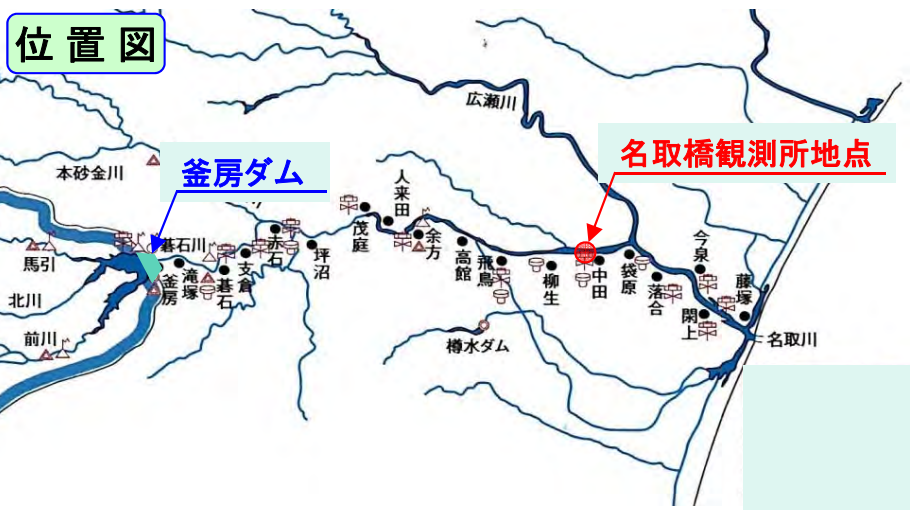 位置図
広瀬川
名取橋観測所地点
本砂金川
釜房ダム
人来田
茂庭
余方
赤石
碁石川
坪沼
支倉
碁石
滝塚
釜房
馬引
北川
前川
高館
飛鳥
柳生
中田
袋原
落合
今泉
藤塚
閖上
名取川
樽水ダム